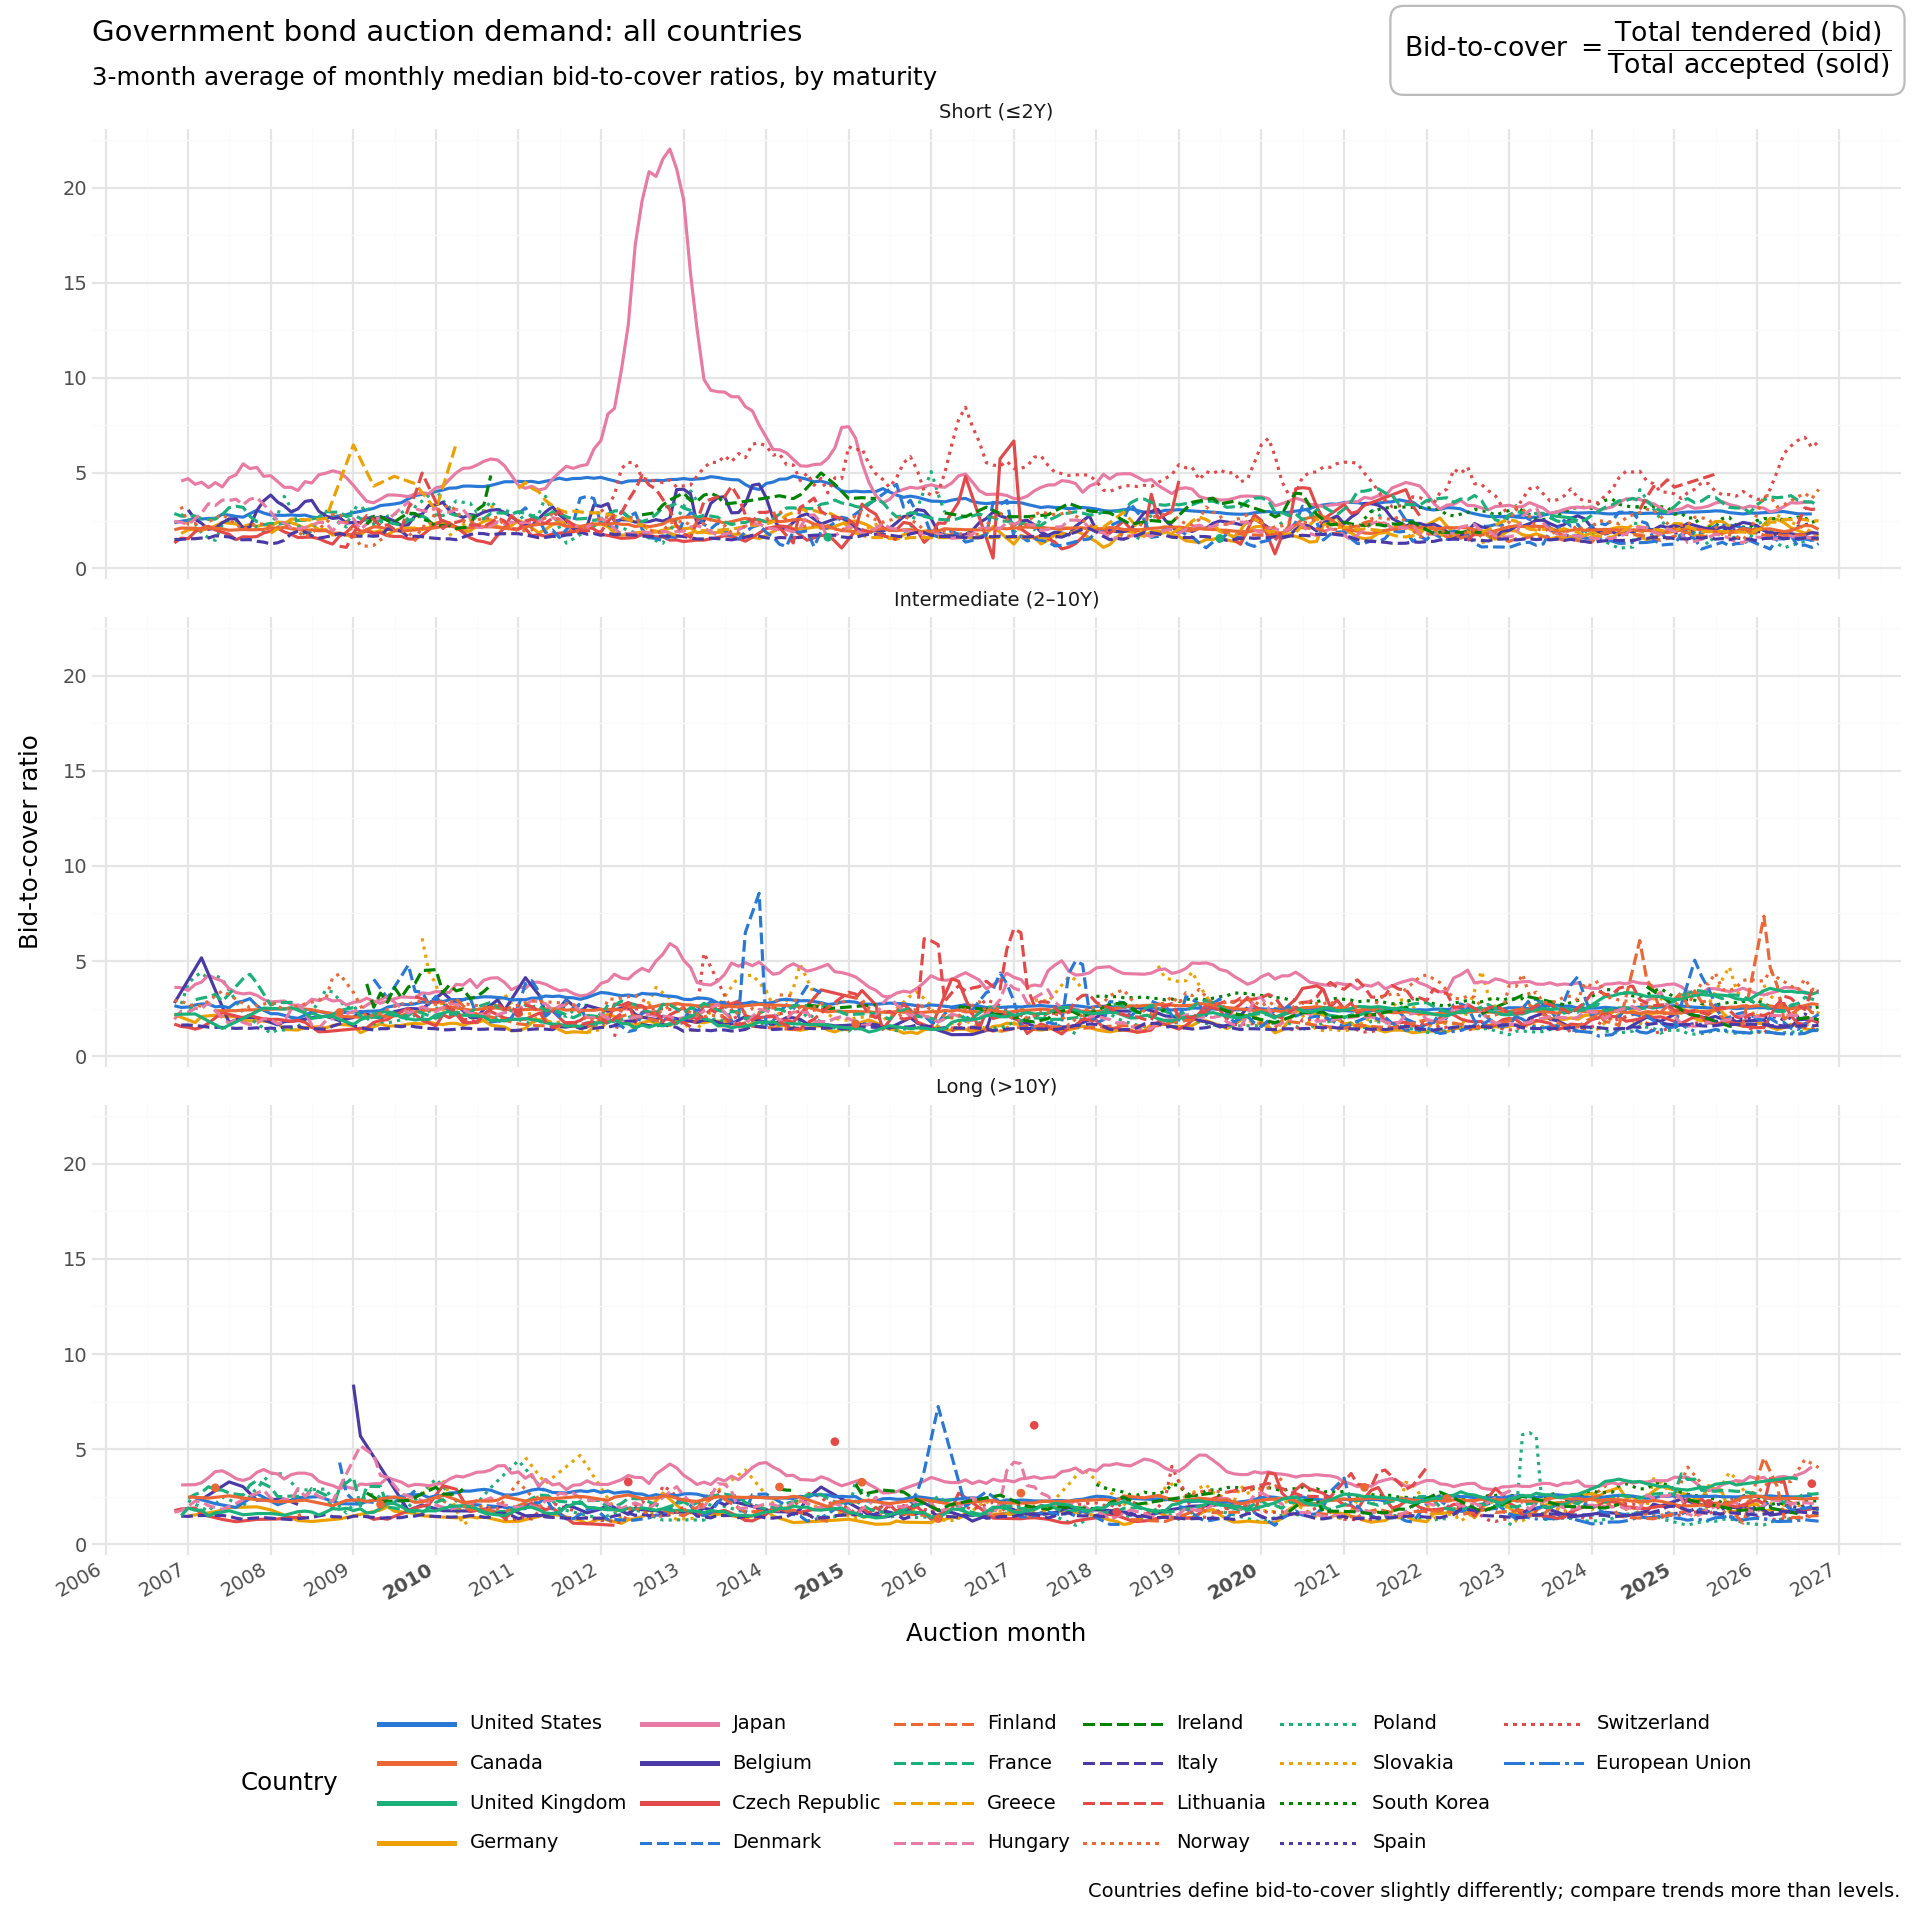 Government bond auction demand: all countries
3-month average of monthly median bid-to-cover ratios, by maturity
Bid-to-cover = Total tendered (bid)
Total accepted (sold)
Short (≤2Y)
20
15
10
5
0
Intermediate (2–10Y)
20
15
10
5
0
Bid-to-cover ratio
Long (>10Y)
20
15
10
5
0
2006 2007 2008 2009 2010 2011 2012 2013 2014 2015 2016 2017 2018 2019 2020 2021 2022 2023 2024 2025 2026 2027
Auction month
Country
United States Japan Finland Ireland Poland Switzerland
Canada Belgium France Italy Slovakia European Union
United Kingdom Czech Republic Greece Lithuania South Korea
Germany Denmark Hungary Norway Spain
Countries define bid-to-cover slightly differently; compare trends more than levels.